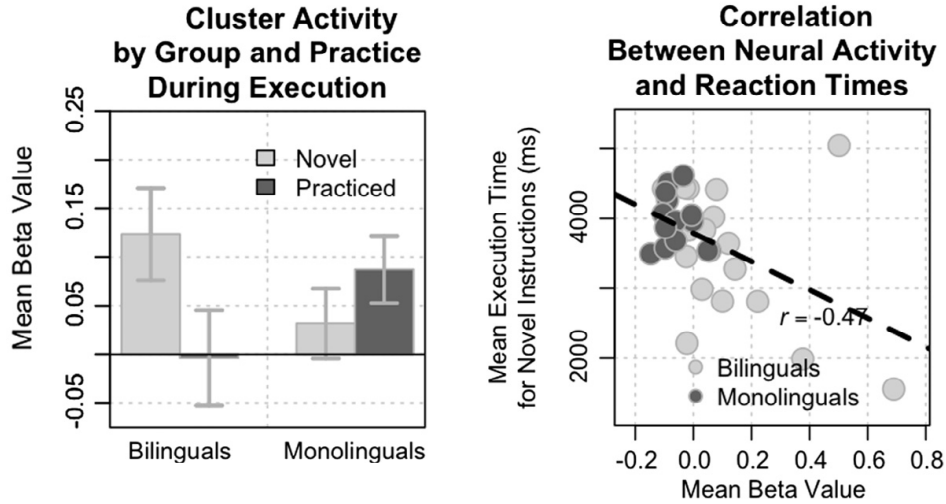 Cluster Activity
by Group and Practice
During Execution
Mean Beta Value
0.25
0.15
0.05
-0.05
Novel
Practiced
Bilinguals
Monolinguals
Correlation
Between Neural Activity
and Reaction Times
Mean Execution Time
for Novel Instructions (ms)
4000
2000
r = -0.47
Bilinguals
Monolinguals
-0.2
0.0
0.2
0.4
0.6
0.8
Mean Beta Value